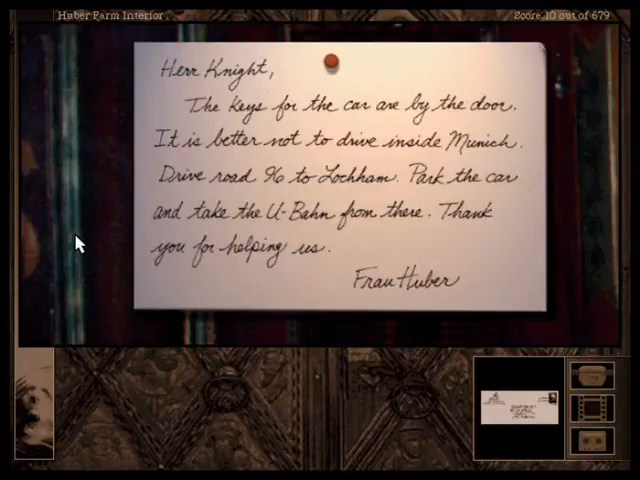 Huber Farm Interior
Score: 10 out of 679
Herr Knight,
The keys for the car are by the door.
It is better not to drive inside Munich.
Drive road 96 to Lochham. Park the car
and take the U-Bahn from there. Thank
you for helping us.
Frau Huber